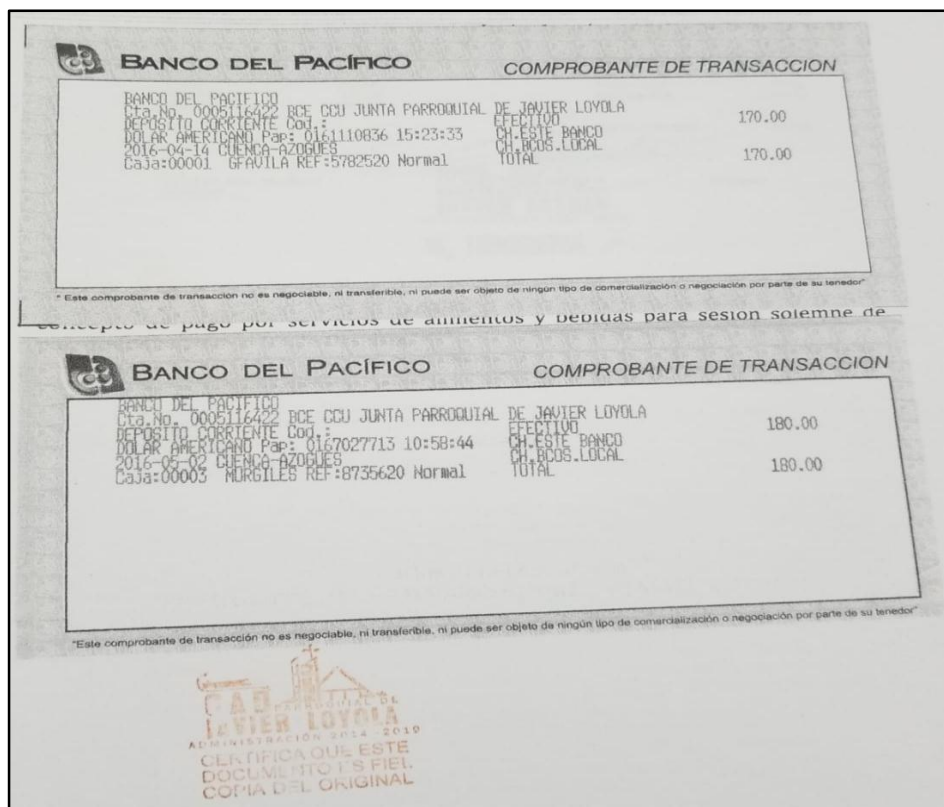 BANCO DEL PACÍFICO COMPROBANTE DE TRANSACCION
BANCO DEL PACIFICO
Cta.No. 0005116422 BCE CCU JUNTA PARROQUIAL DE JAVIER LOYOLA
DEPOSITO CORRIENTE Cod.: EFECTIVO 170.00
DOLAR AMERICANO Pap: 0161110836 15:23:33 CH.ESTE BANCO
2016-04-14 CUENCA-AZOGUES CH.BCOS.LOCAL
Caja:00001 GFAVILA REF:5782520 Normal TOTAL 170.00
" Este comprobante de transacción no es negociable, ni transferible, ni puede ser objeto de ningún tipo de comercialización o negociación por parte de su tenedor"
concepto de pago por servicios de alimentos y bebidas para sesión solemne de
BANCO DEL PACÍFICO COMPROBANTE DE TRANSACCION
BANCO DEL PACIFICO
Cta.No. 0005116422 BCE CCU JUNTA PARROQUIAL DE JAVIER LOYOLA
DEPOSITO CORRIENTE Cod.: EFECTIVO 180.00
DOLAR AMERICANO Pap: 0167027713 10:58:44 CH.ESTE BANCO
2016-05-02 CUENCA-AZOGUES CH.BCOS.LOCAL
Caja:00003 MORGILES REF:8735620 Normal TOTAL 180.00
"Este comprobante de transacción no es negociable, ni transferible, ni puede ser objeto de ningún tipo de comercialización o negociación por parte de su tenedor"
GAD PARROQUIAL DE
JAVIER LOYOLA
ADMINISTRACIÓN 2014 - 2019
CERTIFICA QUE ESTE
DOCUMENTO ES FIEL
COPIA DEL ORIGINAL